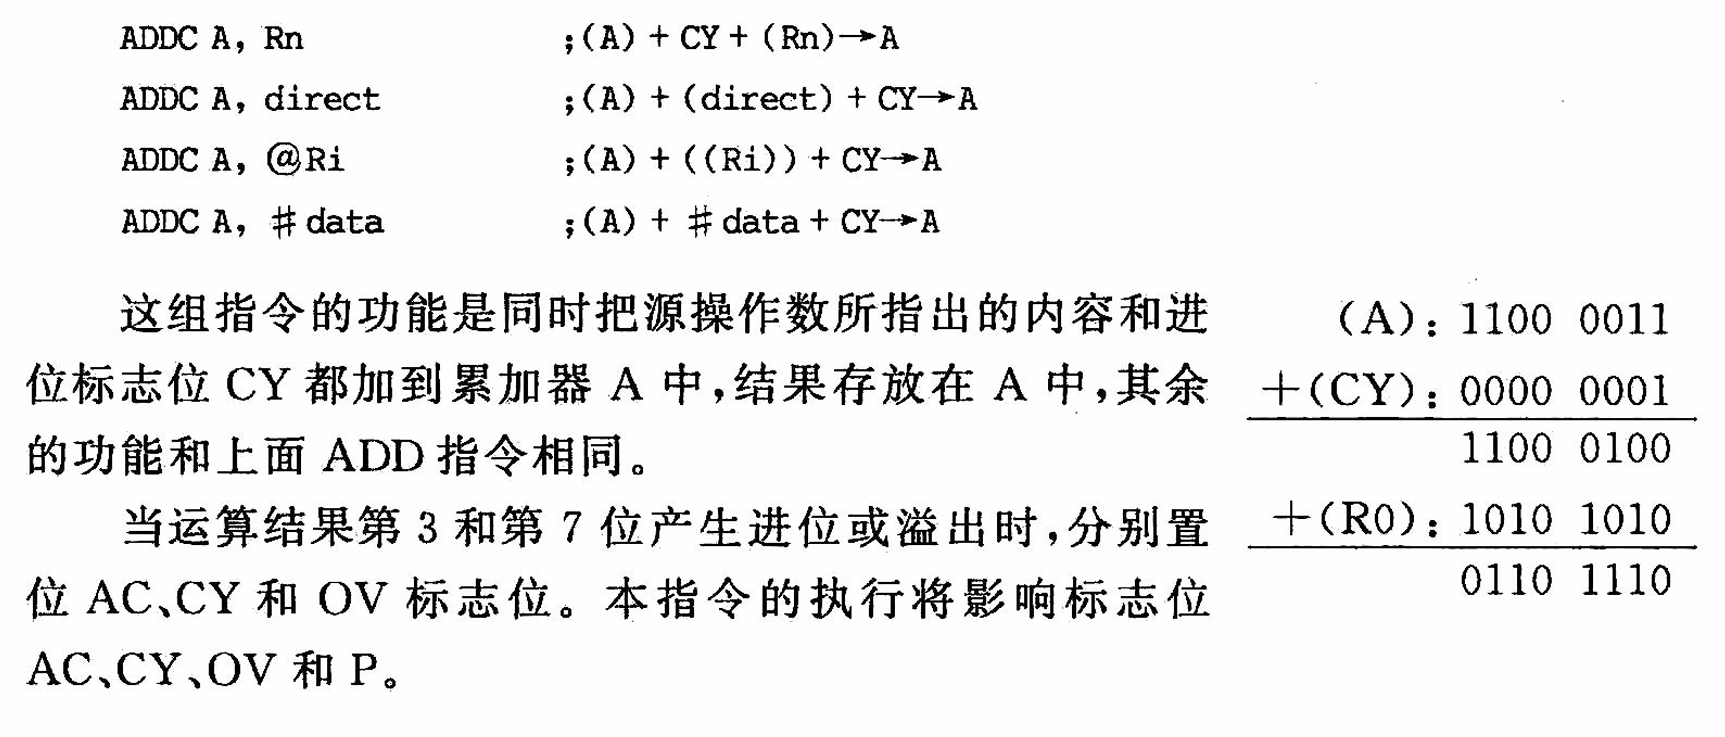 ADDC A, Rn ;(A) + CY + (Rn)→A
ADDC A, direct ;(A) + (direct) + CY→A
ADDC A, @Ri ;(A) + ((Ri)) + CY→A
ADDC A, #data ;(A) + #data + CY→A
这组指令的功能是同时把源操作数所指出的内容和进
位标志位 CY 都加到累加器 A 中,结果存放在 A 中,其余
的功能和上面 ADD 指令相同。
当运算结果第 3 和第 7 位产生进位或溢出时,分别置
位 AC、CY 和 OV 标志位。本指令的执行将影响标志位
AC、CY、OV 和 P。
(A): 1100 0011
+(CY): 0000 0001
1100 0100
+(R0): 1010 1010
0110 1110